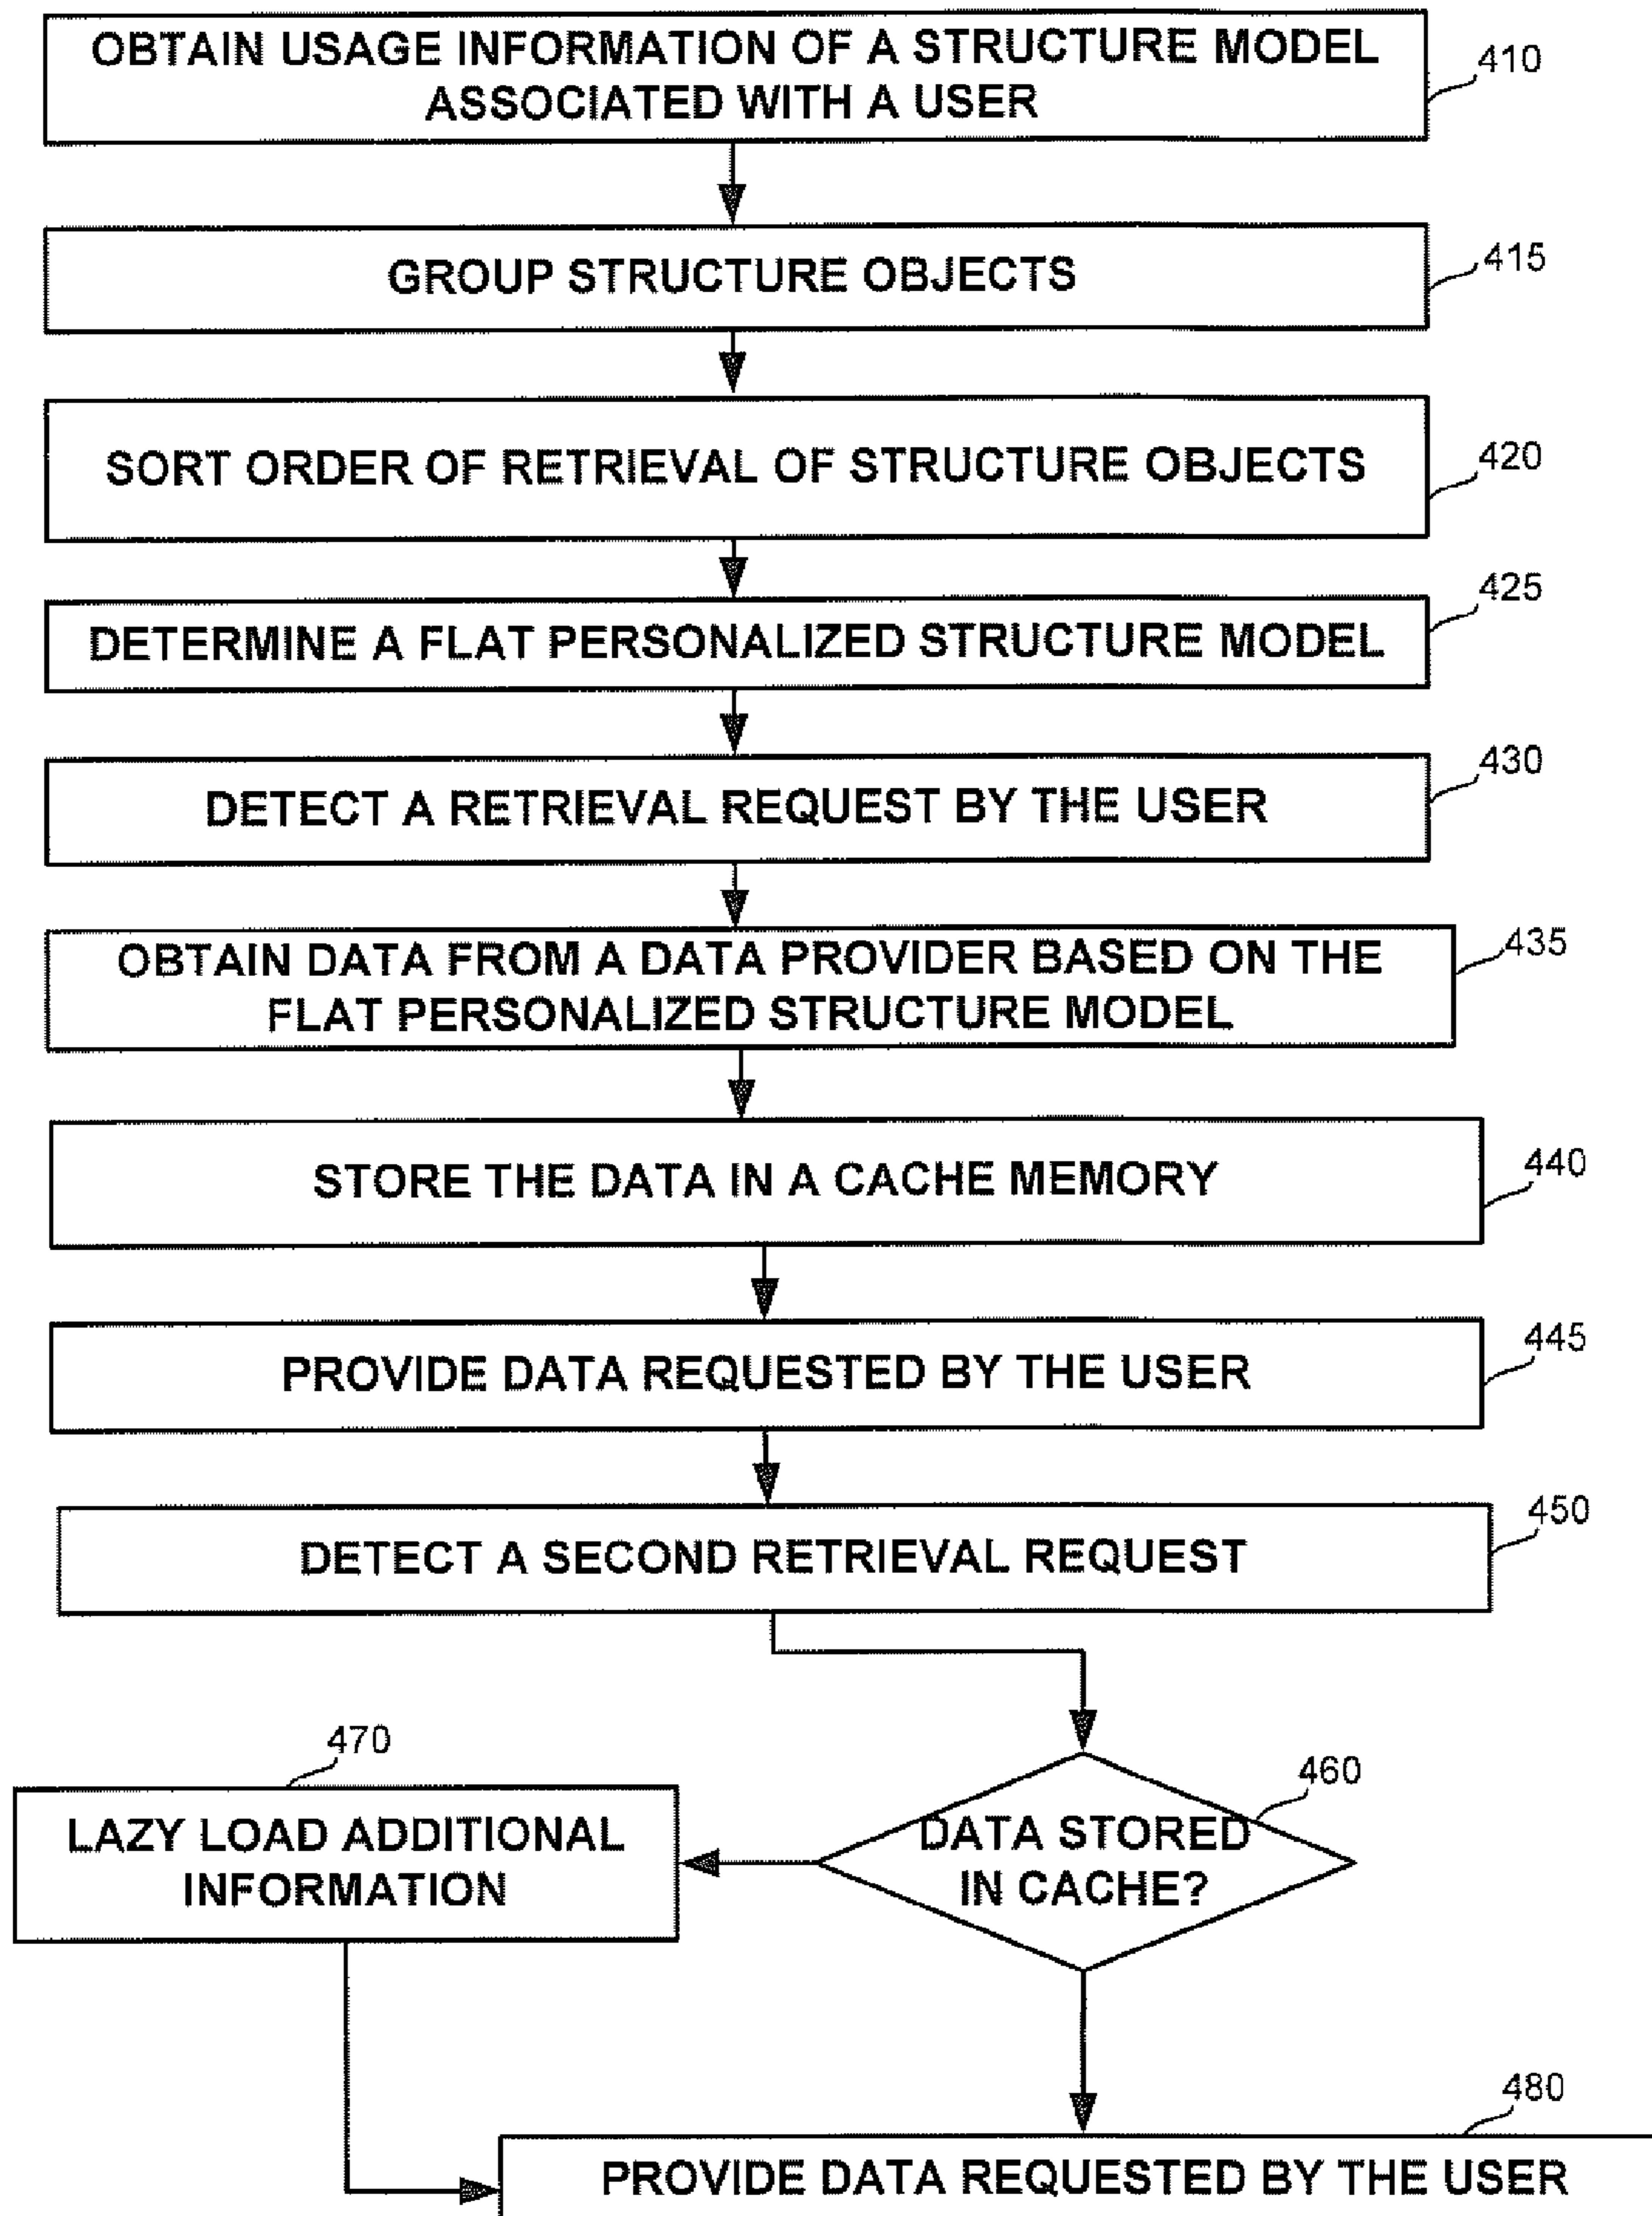 OBTAIN USAGE INFORMATION OF A STRUCTURE MODEL
ASSOCIATED WITH A USER
410
GROUP STRUCTURE OBJECTS
415
SORT ORDER OF RETRIEVAL OF STRUCTURE OBJECTS
420
DETERMINE A FLAT PERSONALIZED STRUCTURE MODEL
425
DETECT A RETRIEVAL REQUEST BY THE USER
430
OBTAIN DATA FROM A DATA PROVIDER BASED ON THE
FLAT PERSONALIZED STRUCTURE MODEL
435
STORE THE DATA IN A CACHE MEMORY
440
PROVIDE DATA REQUESTED BY THE USER
445
DETECT A SECOND RETRIEVAL REQUEST
450
470
LAZY LOAD ADDITIONAL
INFORMATION
460
DATA STORED
IN CACHE?
480
PROVIDE DATA REQUESTED BY THE USER